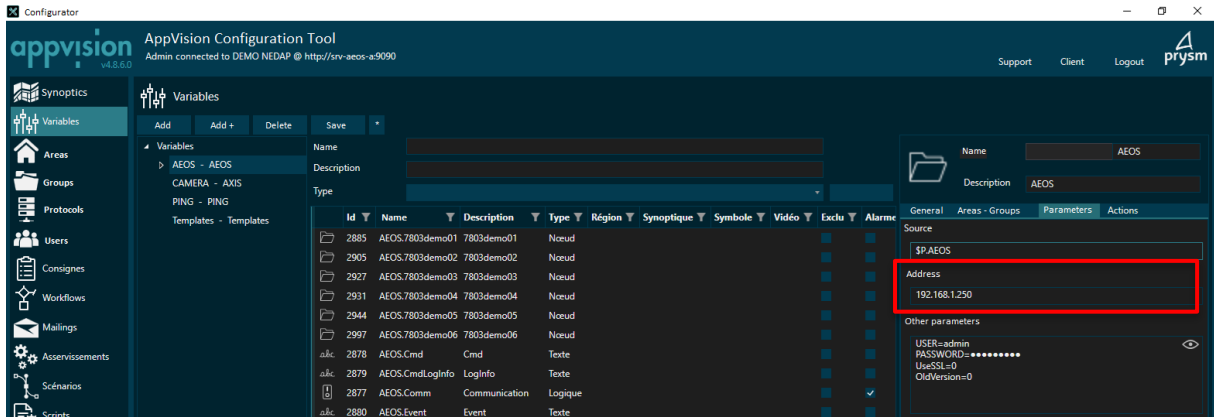 Configurator
appvision
v4.8.6.0
AppVision Configuration Tool
Admin connected to DEMO NEDAP @ http://srv-aeos-a:9090
Support Client Logout
prysm
Synoptics
Variables
Areas
Groups
Protocols
Users
Consignes
Workflows
Mailings
Asservissements
Scénarios
Scripts
Variables
Add Add + Delete Save *
Variables
AEOS - AEOS
CAMERA - AXIS
PING - PING
Templates - Templates
Name
Description
Type
Id Name Description Type Région Synoptique Symbole Vidéo Exclu Alarme
2885 AEOS.7803demo01 7803demo01 Nœud
2905 AEOS.7803demo02 7803demo02 Nœud
2927 AEOS.7803demo03 7803demo03 Nœud
2931 AEOS.7803demo04 7803demo04 Nœud
2944 AEOS.7803demo05 7803demo05 Nœud
2997 AEOS.7803demo06 7803demo06 Nœud
abc 2878 AEOS.Cmd Cmd Texte
abc 2879 AEOS.CmdLogInfo LogInfo Texte
2877 AEOS.Comm Communication Logique
abc 2880 AEOS.Event Event Texte
Name AEOS
Description AEOS
General Areas - Groups Parameters Actions
Source
$P.AEOS
Address
192.168.1.250
Other parameters
USER=admin
PASSWORD=●●●●●●●●●
UseSSL=0
OldVersion=0